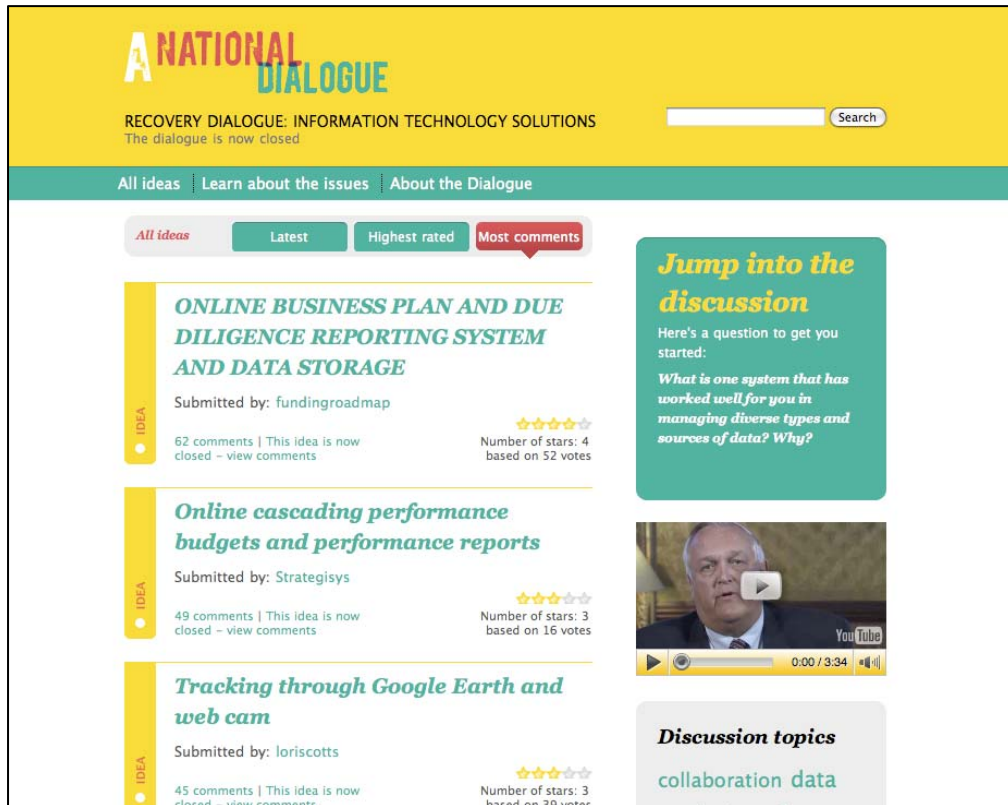 A NATIONAL
DIALOGUE
RECOVERY DIALOGUE: INFORMATION TECHNOLOGY SOLUTIONS
The dialogue is now closed
Search
All ideas
Learn about the issues
About the Dialogue
All ideas
Latest
Highest rated
Most comments
IDEA
ONLINE BUSINESS PLAN AND DUE
DILIGENCE REPORTING SYSTEM
AND DATA STORAGE
Submitted by: fundingroadmap
62 comments | This idea is now
closed – view comments
Number of stars: 4
based on 52 votes
IDEA
Online cascading performance
budgets and performance reports
Submitted by: Strategisys
49 comments | This idea is now
closed – view comments
Number of stars: 3
based on 16 votes
IDEA
Tracking through Google Earth and
web cam
Submitted by: loriscotts
45 comments | This idea is now
closed – view comments
Number of stars: 3
based on 39 votes
Jump into the
discussion
Here's a question to get you
started:
What is one system that has
worked well for you in
managing diverse types and
sources of data? Why?
YouTube
0:00 / 3:34
Discussion topics
collaboration data